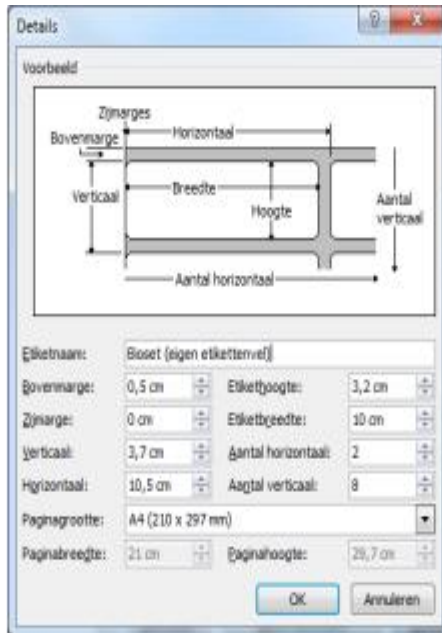 Details
Voorbeeld
Zijmarges
Bovenmarge
Horizontaal
Verticaal
Breedte
Hoogte
Aantal verticaal
Aantal horizontaal
Etiketnaam: Bioset (eigen etikettenvel)
Bovenmarge: 0,5 cm Etikethoogte: 3,2 cm
Zijmarge: 0 cm Etiketbreedte: 10 cm
Verticaal: 3,7 cm Aantal horizontaal: 2
Horizontaal: 10,5 cm Aantal verticaal: 8
Paginagrootte: A4 (210 x 297 mm)
Paginabreedte: 21 cm Paginahoogte: 29,7 cm
OK Annuleren